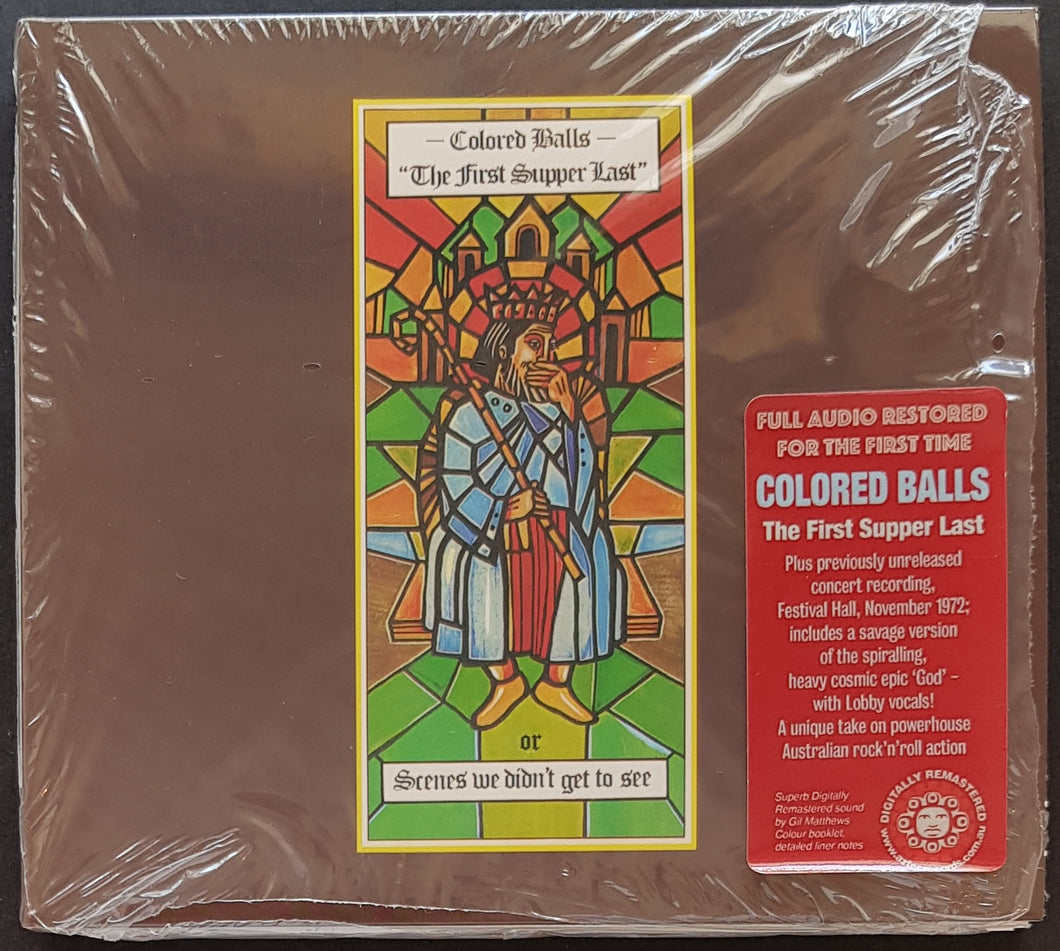 — Colored Balls —
“The First Supper Last”
or
Scenes we didn't get to see
FULL AUDIO RESTORED
FOR THE FIRST TIME
COLORED BALLS
The First Supper Last
Plus previously unreleased
concert recording,
Festival Hall, November 1972;
includes a savage version
of the spiralling,
heavy cosmic epic ‘God’ –
with Lobby vocals!
A unique take on powerhouse
Australian rock’n’roll action
Superb Digitally
Remastered sound
by Gil Matthews
Colour booklet,
detailed liner notes
DIGITALLY REMASTERED